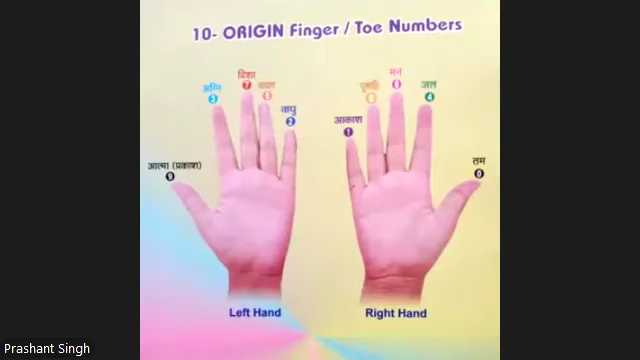 10- ORIGIN Finger / Toe Numbers
दिशा
7
मन
अग्नि
3
काल
पृथ्वी
जल
4
वायु
2
आकाश
1
आत्मा (प्रकाश)
9
तम
0
Left Hand
Right Hand
Prashant Singh